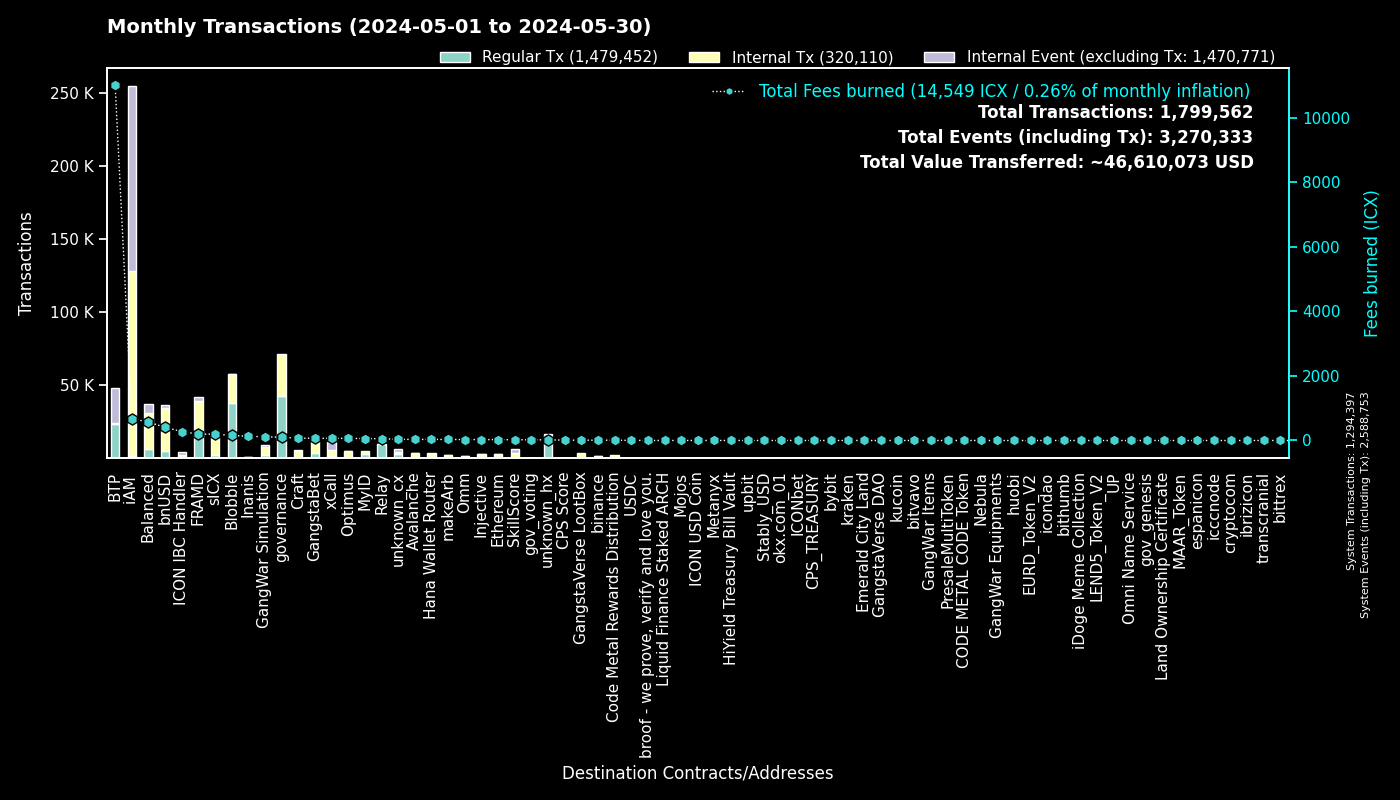 Monthly Transactions (2024-05-01 to 2024-05-30)
Regular Tx (1,479,452)
Internal Tx (320,110)
Internal Event (excluding Tx: 1,470,771)
Total Fees burned (14,549 ICX / 0.26% of monthly inflation)
Total Transactions: 1,799,562
Total Events (including Tx): 3,270,333
Total Value Transferred: ~46,610,073 USD
Transactions
250 K
200 K
150 K
100 K
50 K
10000
8000
6000
4000
2000
0
Fees burned (ICX)
System Transactions: 1,294,397
System Events (including Tx): 2,588,753
BTP
iAM
Balanced
bnUSD
ICON IBC Handler
FRAMD
sICX
Blobble
Inanis
GangWar Simulation
governance
Craft
GangstaBet
xCall
Optimus
MyID
Relay
unknown_cx
Avalanche
Hana Wallet Router
makeArb
Omm
Injective
Ethereum
SkillScore
gov_voting
unknown_hx
CPS_Score
GangstaVerse LootBox
binance
Code Metal Rewards Distribution
USDC
broof - we prove, verify and love you.
Liquid Finance Staked ARCH
Mojos
ICON USD Coin
Metanyx
HiYield Treasury Bill Vault
upbit
Stably_USD
okx.com_01
ICONbet
CPS_TREASURY
bybit
kraken
Emerald City Land
GangstaVerse DAO
kucoin
bitvavo
GangWar Items
PresaleMultiToken
CODE METAL CODE Token
Nebula
GangWar Equipments
huobi
EURD_Token_V2
icondao
bithumb
iDoge Meme Collection
LENDS_Token_V2
_UP
Omni Name Service
gov_genesis
Land Ownership Certificate
MAAR_Token
espanicon
icccnode
cryptocom
ibrizicon
transcranial
bittrex
Destination Contracts/Addresses